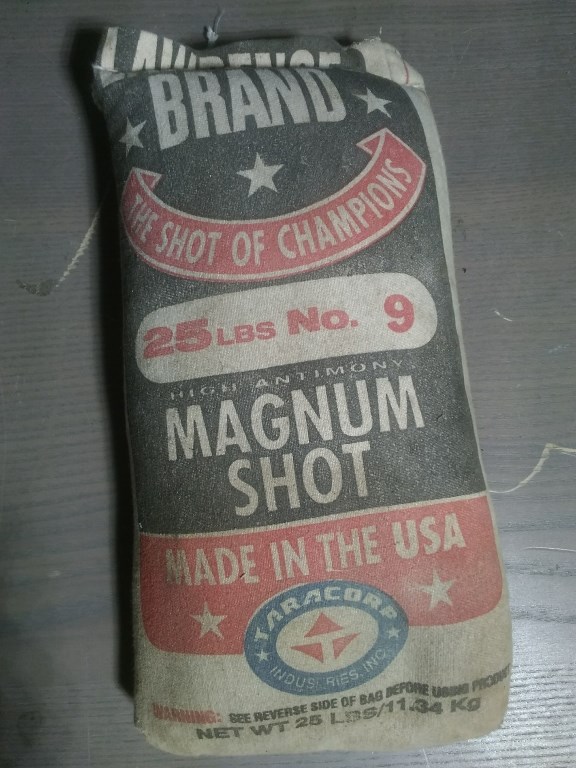 LAWRENCE
BRAND
THE SHOT OF CHAMPIONS
25 LBS No. 9
HIGH ANTIMONY
MAGNUM
SHOT
MADE IN THE USA
TARACORP
INDUSTRIES, INC.
WARNING: SEE REVERSE SIDE OF BAG BEFORE USING PRODUCT
NET WT 25 LBS/11.34 Kg